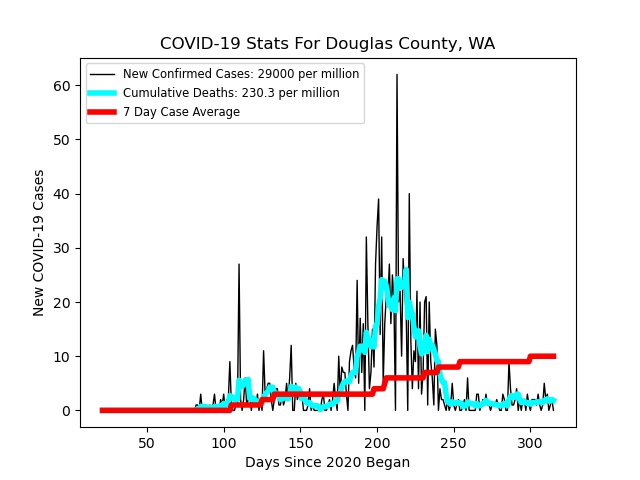 COVID-19 Stats For Douglas County, WA
New Confirmed Cases: 29000 per million
Cumulative Deaths: 230.3 per million
7 Day Case Average
New COVID-19 Cases
60
50
40
30
20
10
0
50 100 150 200 250 300
Days Since 2020 Began